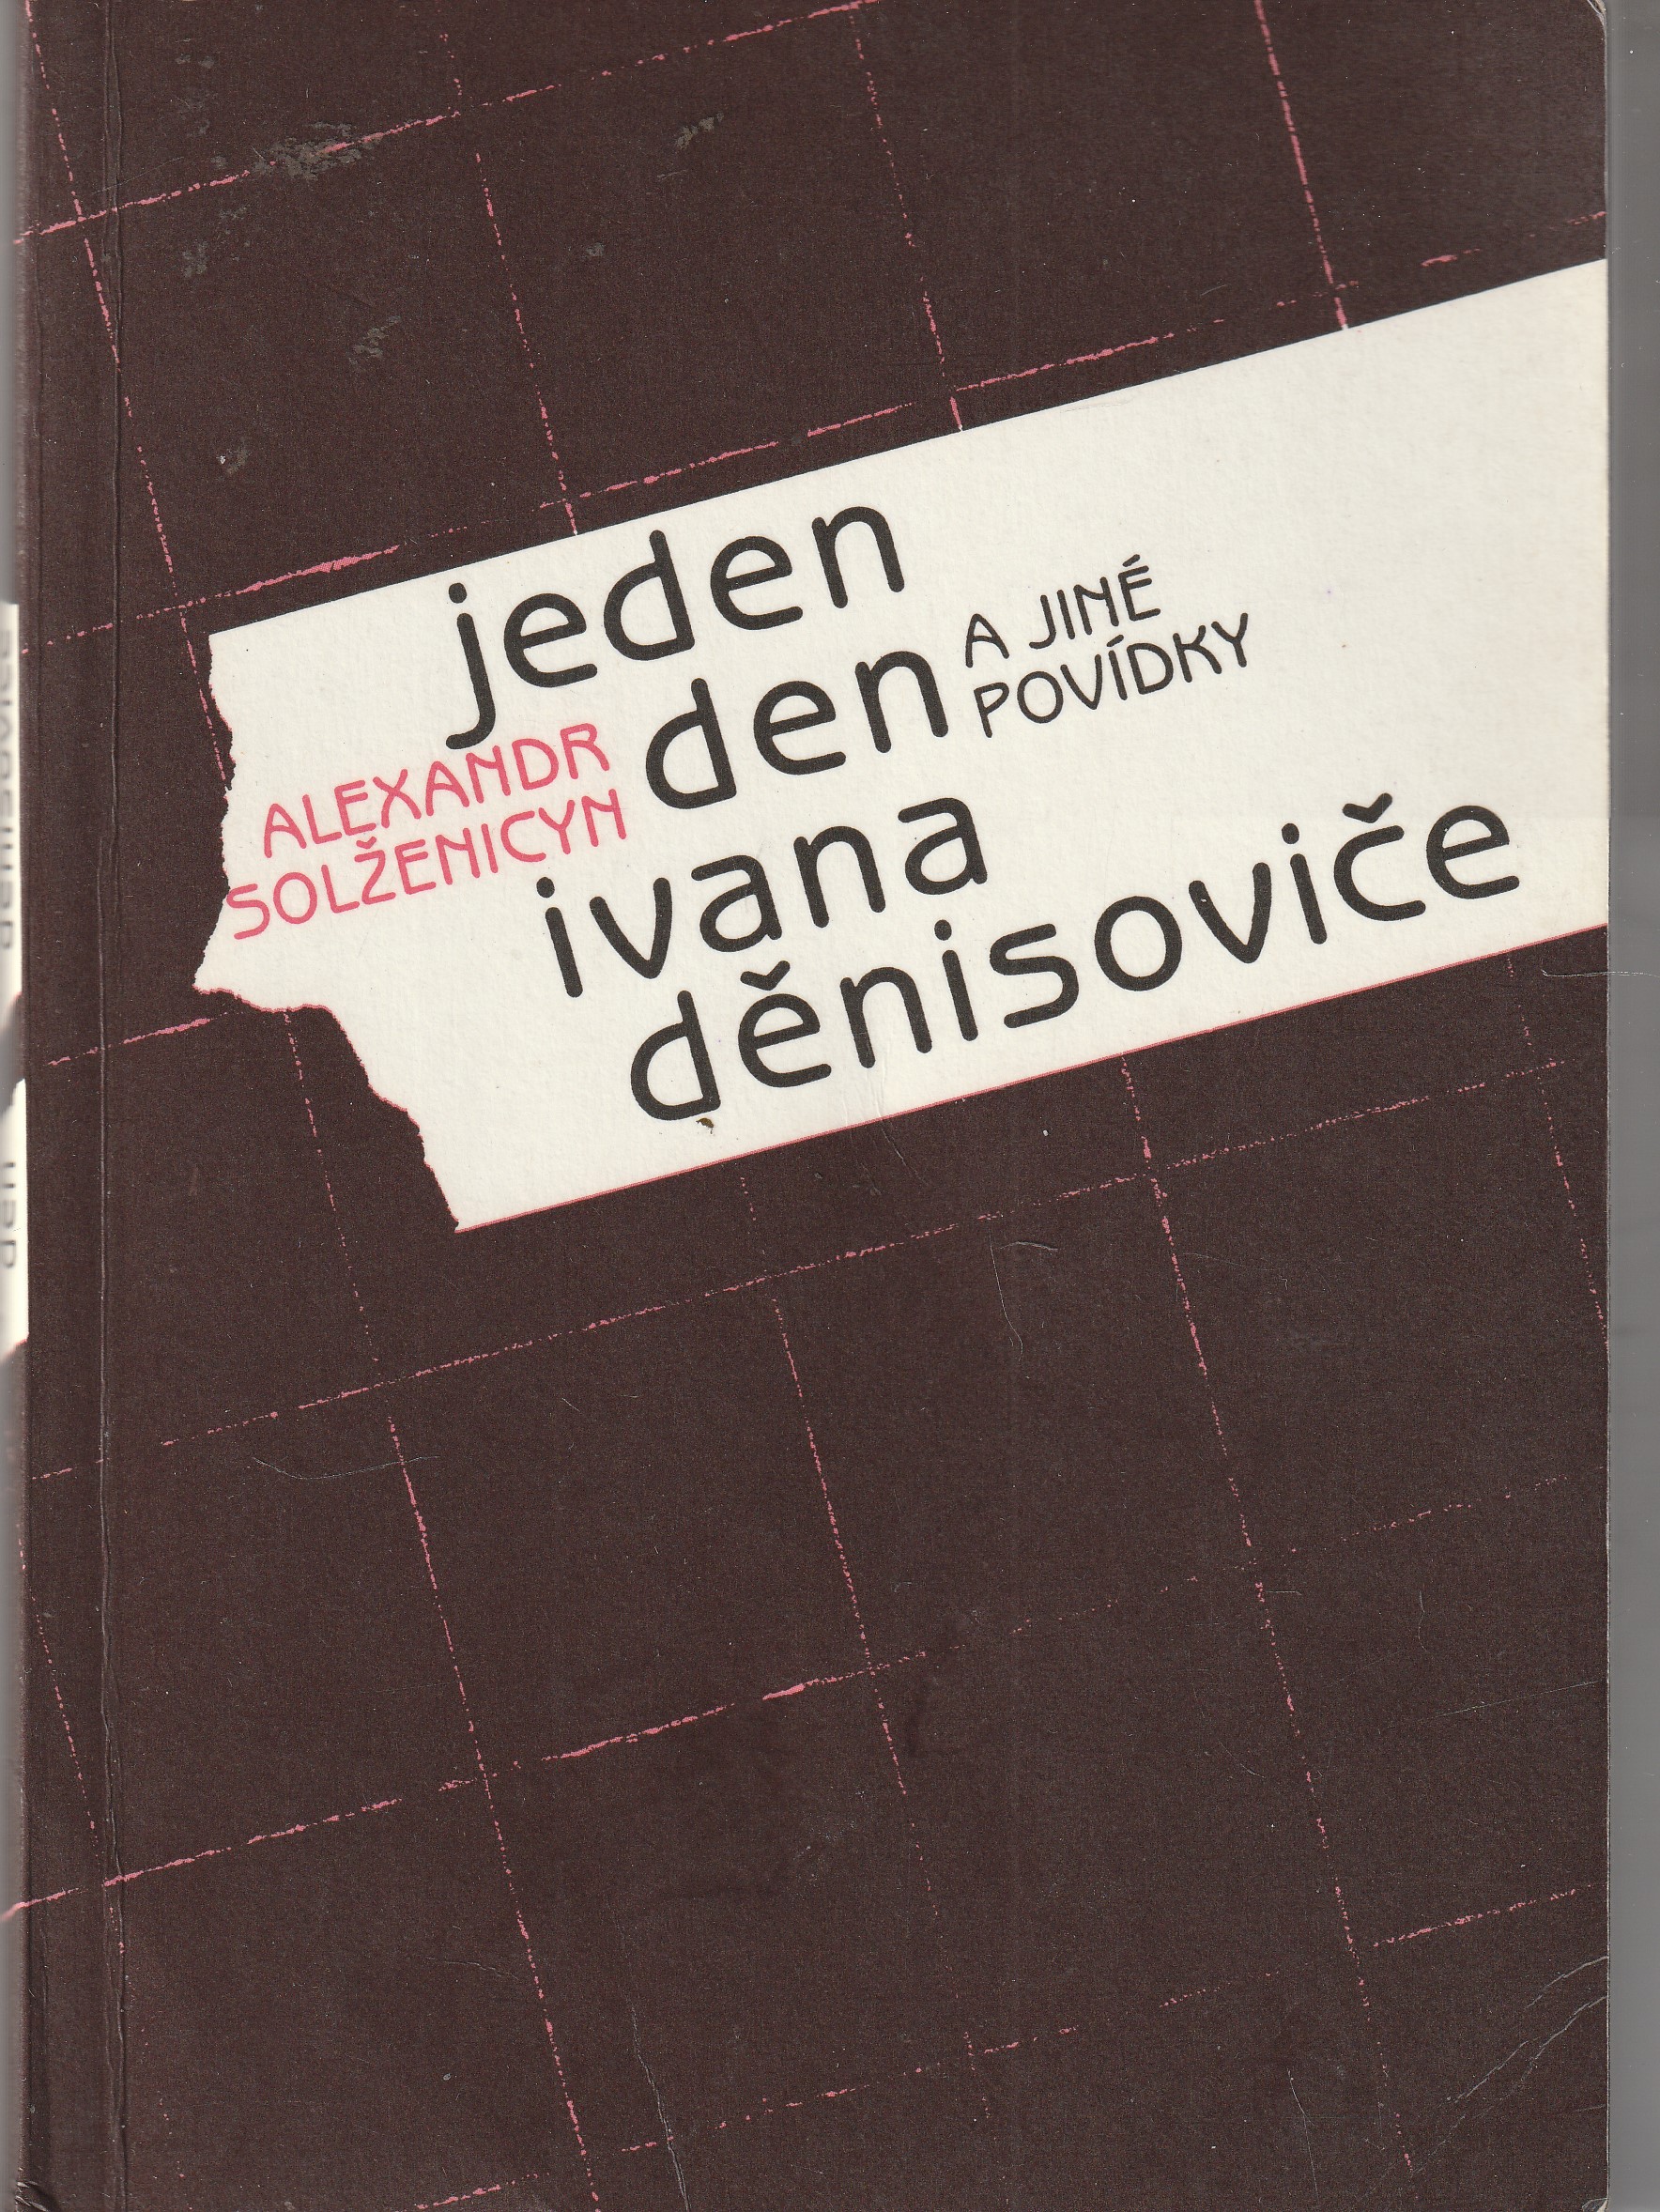 jeden
den
A JINÉ
POVÍDKY
ALEXANDR
SOLŽENICYN
ivana
děnisoviče